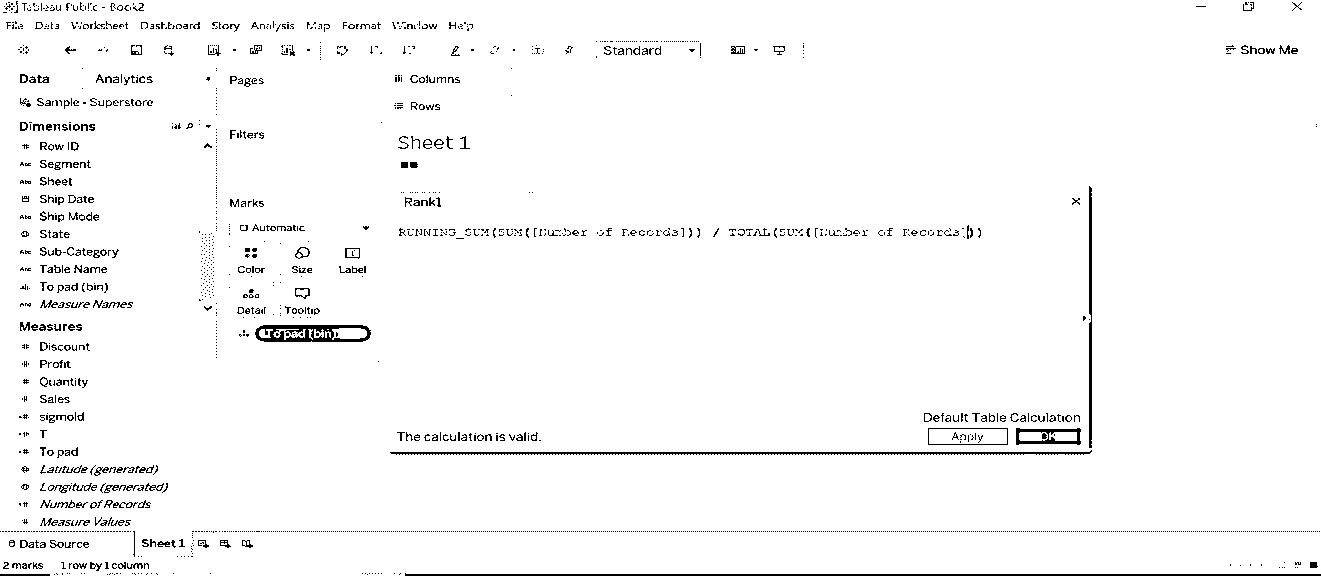 Tableau Public - Book2
File Data Worksheet Dashboard Story Analysis Map Format Window Help
Standard
Show Me
Data Analytics
Pages
Columns
Sample - Superstore
Rows
Dimensions
Filters
Row ID
Sheet 1
Segment
Sheet
Ship Date
Marks
Rank1
Ship Mode
Automatic
RUNNING_SUM(SUM([Number of Records])) / TOTAL(SUM([Number of Records]))
State
Sub-Category
Table Name
Color Size Label
To pad (bin)
Measure Names
Detail Tooltip
Measures
To pad (bin)
Discount
Profit
Quantity
Sales
sigmoid
Default Table Calculation
T
The calculation is valid.
Apply OK
To pad
Latitude (generated)
Longitude (generated)
Number of Records
Measure Values
Data Source Sheet 1
2 marks 1 row by 1 column